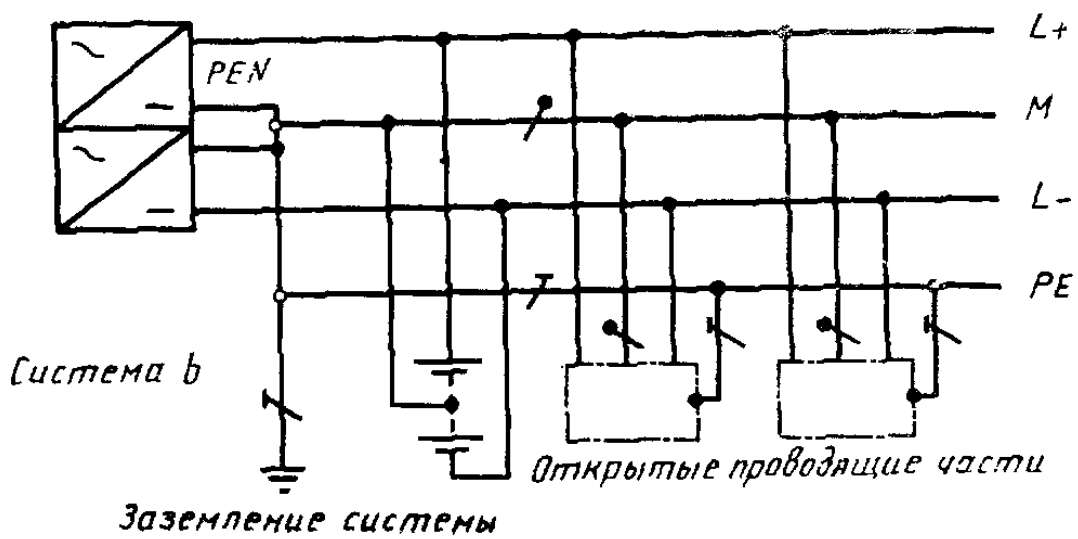 L+
PEN
M
L-
PE
Система b
Открытые проводящие части
Заземление системы